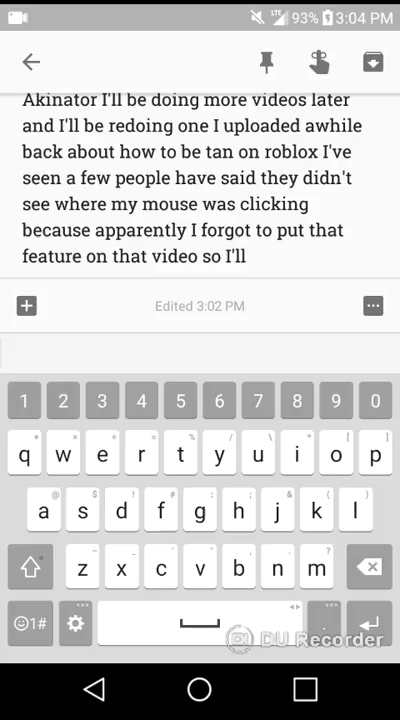 LTE 93% 3:04 PM
Akinator I'll be doing more videos later
and I'll be redoing one I uploaded awhile
back about how to be tan on roblox I've
seen a few people have said they didn't
see where my mouse was clicking
because apparently I forgot to put that
feature on that video so I'll
Edited 3:02 PM
1 2 3 4 5 6 7 8 9 0
q w e r t y u i o p
a s d f g h j k l
z x c v b n m
1# .
DU Recorder